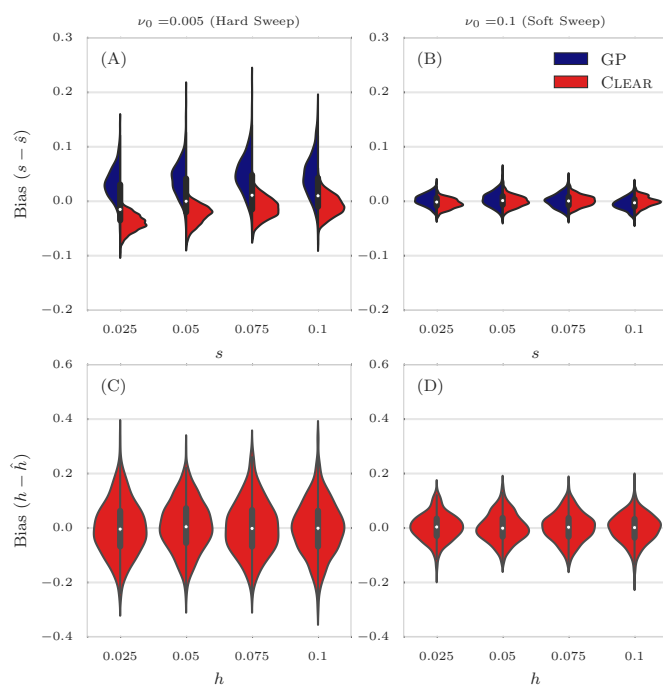 ν0 =0.005 (Hard Sweep)
ν0 =0.1 (Soft Sweep)
0.3
0.2
0.1
0.0
−0.1
−0.2
Bias (s − ŝ)
(A)
0.025 0.05 0.075 0.1
s
0.3
0.2
0.1
0.0
−0.1
−0.2
(B)
GP
CLEAR
0.025 0.05 0.075 0.1
s
0.6
0.4
0.2
0.0
−0.2
−0.4
Bias (h − ĥ)
(C)
0.025 0.05 0.075 0.1
h
0.6
0.4
0.2
0.0
−0.2
−0.4
(D)
0.025 0.05 0.075 0.1
h